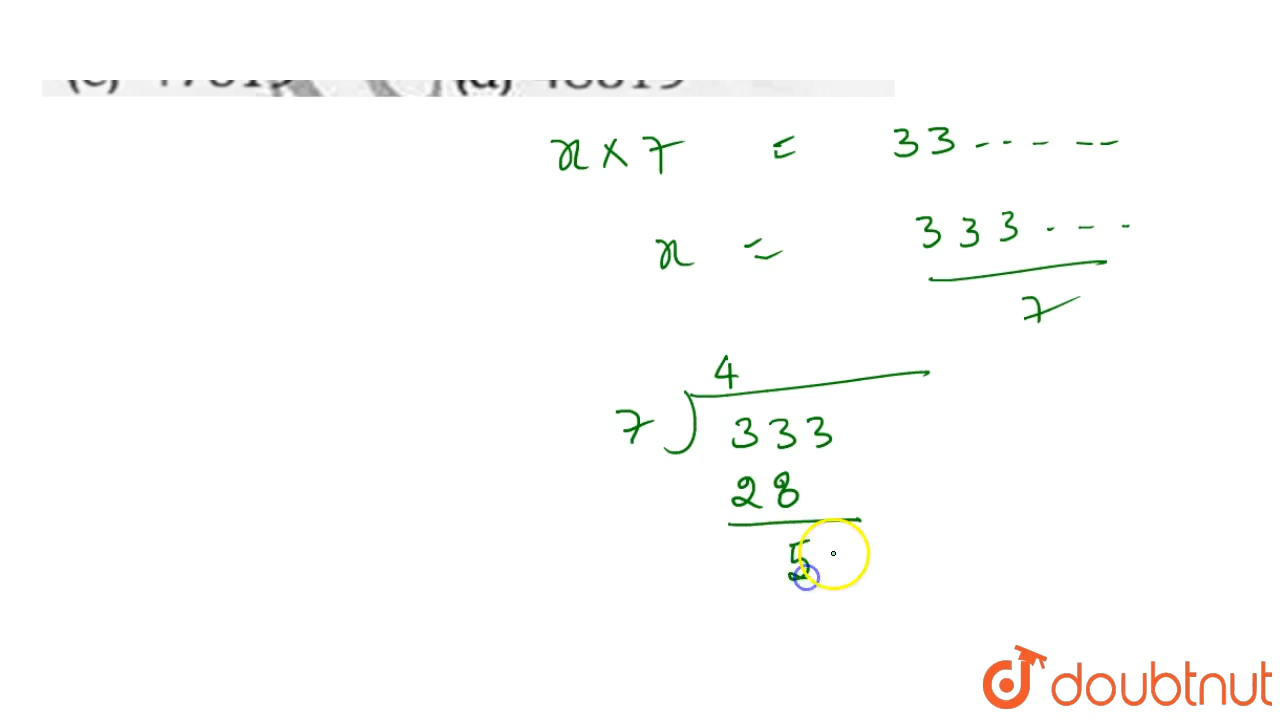 x × 7 = 33 - - - - -
x = 333 - - -
7
4
7 ) 333
28
5
doubtnut